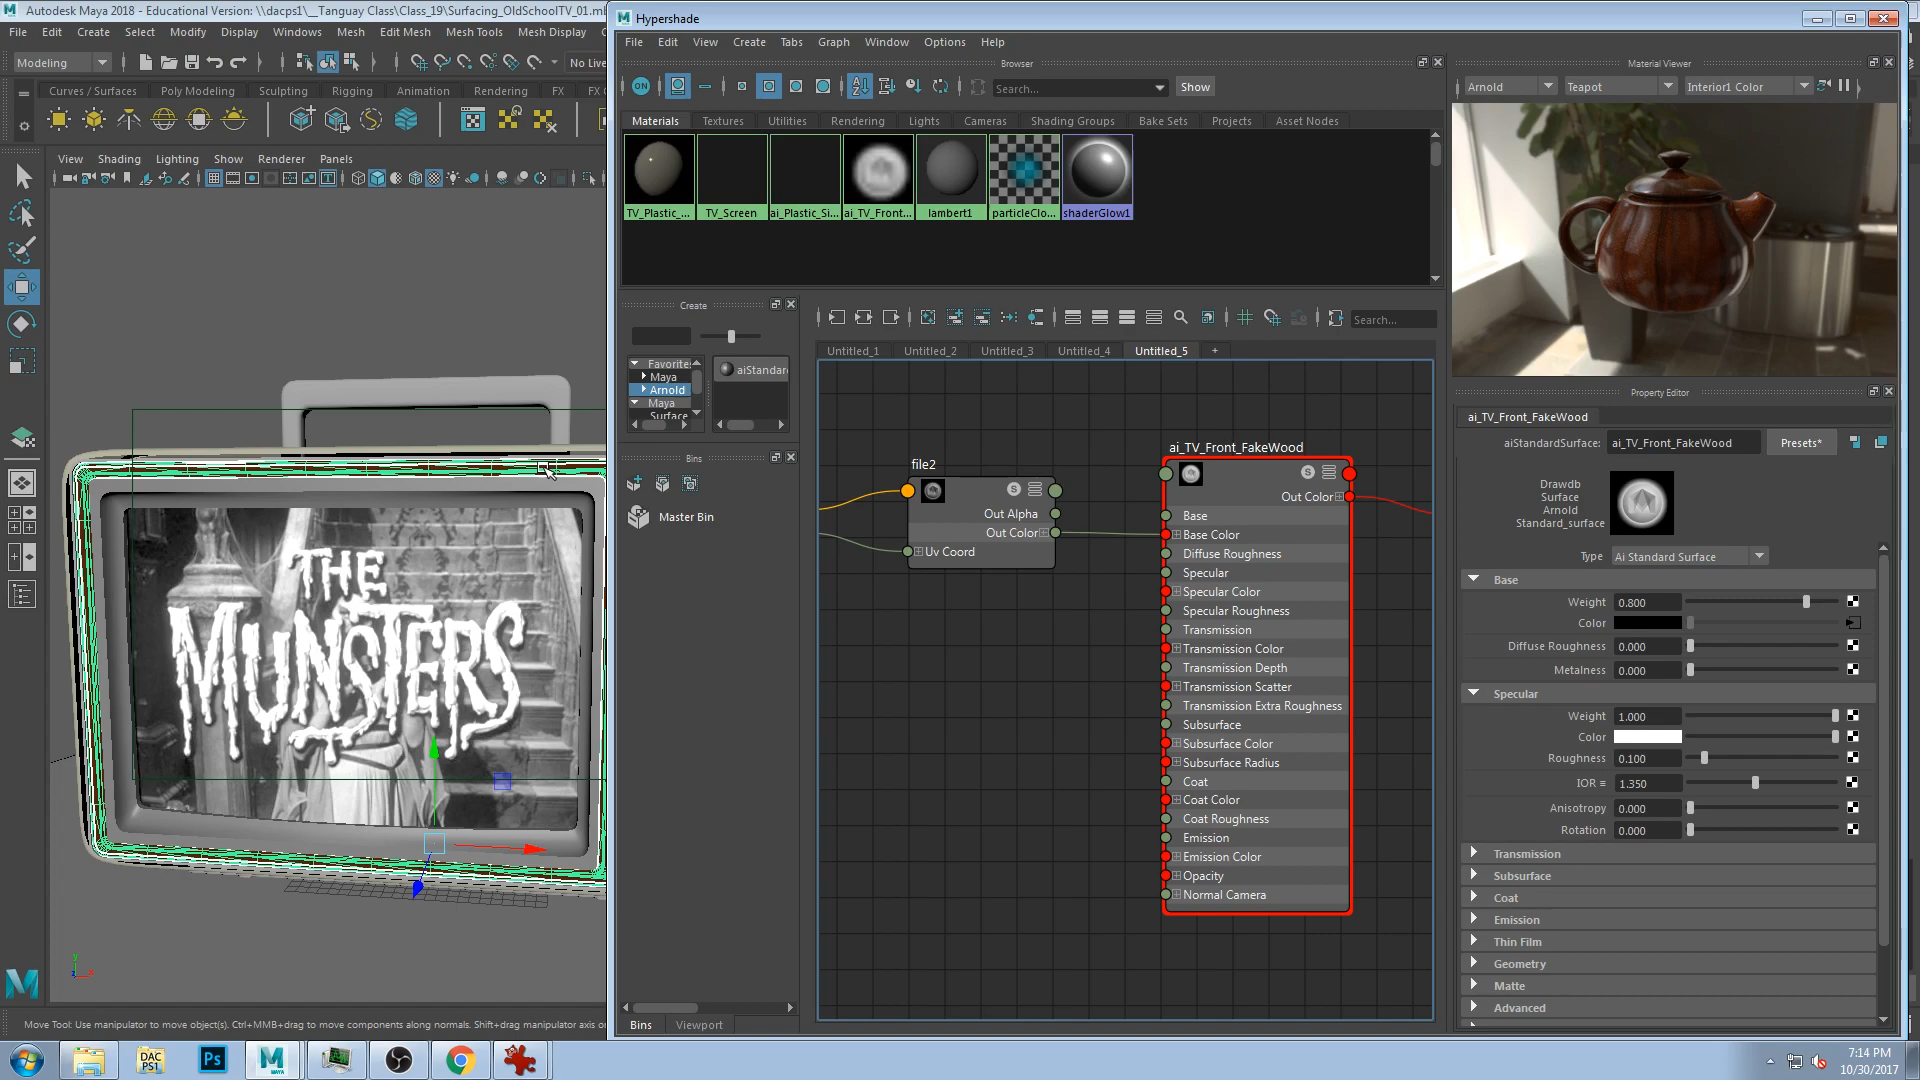 Autodesk Maya 2018 - Educational Version: \\dacps1\__Tanguay Class\Class_19\Surfacing_OldSchoolTV_01.mb
File Edit Create Select Modify Display Windows Mesh Edit Mesh Mesh Tools Mesh Display
Modeling
No Live
Curves / Surfaces Poly Modeling Sculpting Rigging Animation Rendering FX
View Shading Lighting Show Renderer Panels
THE
MUNSTERS
Move Tool: Use manipulator to move object(s). Ctrl+MMB+drag to move components along normals. Shift+drag manipulator axis
Hypershade
File Edit View Create Tabs Graph Window Options Help
Browser
ON
Search...
Show
Materials Textures Utilities Rendering Lights Cameras Shading Groups Bake Sets Projects Asset Nodes
TV_Plastic_... TV_Screen ai_Plastic_Si... ai_TV_Front... lambert1 particleClo... shaderGlow1
Create
Favorite
Maya
Arnold
Maya
Surface
aiStandar
Bins
Master Bin
Bins Viewport
Search...
Untitled_1 Untitled_2 Untitled_3 Untitled_4 Untitled_5 +
file2
S
Out Alpha
Out Color
Uv Coord
ai_TV_Front_FakeWood
S
Out Color
Base
Base Color
Diffuse Roughness
Specular
Specular Color
Specular Roughness
Transmission
Transmission Color
Transmission Depth
Transmission Scatter
Transmission Extra Roughness
Subsurface
Subsurface Color
Subsurface Radius
Coat
Coat Color
Coat Roughness
Emission
Emission Color
Opacity
Normal Camera
Material Viewer
Arnold Teapot Interior1 Color
Property Editor
ai_TV_Front_FakeWood
aiStandardSurface: ai_TV_Front_FakeWood Presets*
Drawdb
Surface
Arnold
Standard_surface
Type Ai Standard Surface
Base
Weight 0.800
Color
Diffuse Roughness 0.000
Metalness 0.000
Specular
Weight 1.000
Color
Roughness 0.100
IOR = 1.350
Anisotropy 0.000
Rotation 0.000
Transmission
Subsurface
Coat
Emission
Thin Film
Geometry
Matte
Advanced
DAC
PS1
Ps
MAYA
7:14 PM
10/30/2017